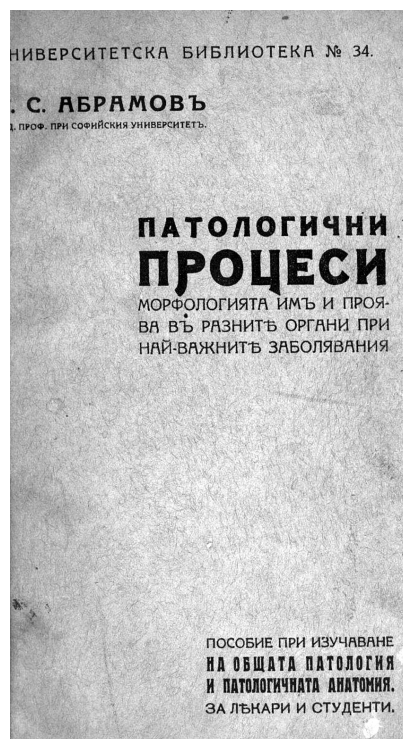 НИВЕРСИТЕТСКА БИБЛИОТЕКА № 34.
. С. АБРАМОВЪ
. ПРОФ. ПРИ СОФИЙСКИЯ УНИВЕРСИТЕТЪ.
ПАТОЛОГИЧНИ
ПРОЦЕСИ
МОРФОЛОГИЯТА ИМЪ И ПРОЯ-
ВА ВЪ РАЗНИТѢ ОРГАНИ ПРИ
НАЙ-ВАЖНИТѢ ЗАБОЛЯВАНИЯ
ПОСОБИЕ ПРИ ИЗУЧАВАНЕ
НА ОБЩАТА ПАТОЛОГИЯ
И ПАТОЛОГИЧНАТА АНАТОМИЯ.
ЗА ЛѢКАРИ И СТУДЕНТИ.